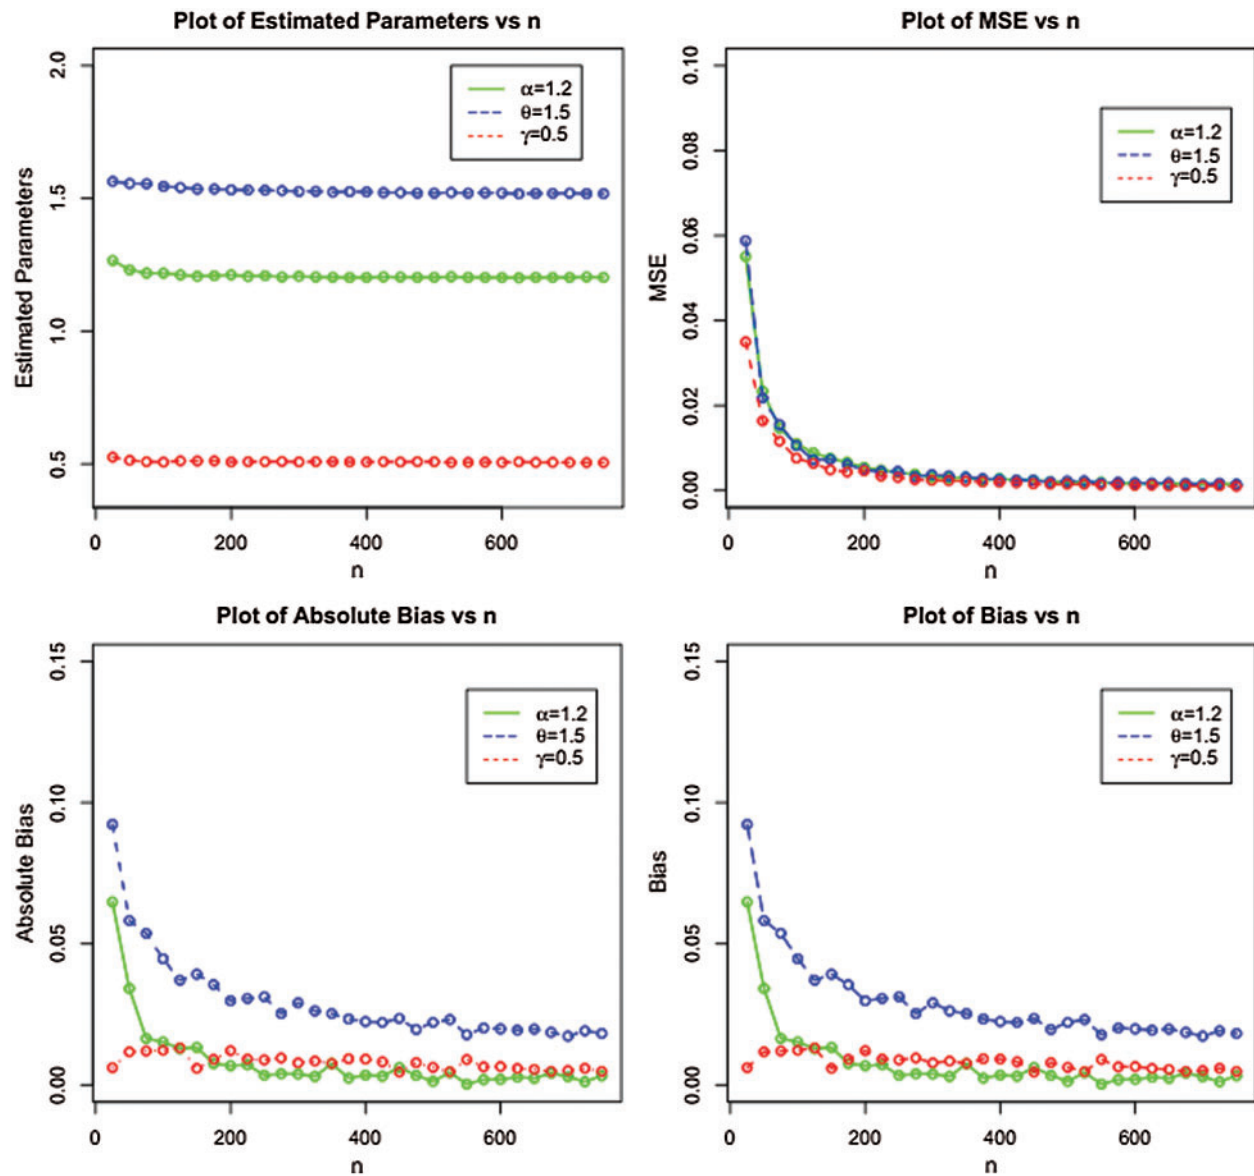 Plot of Estimated Parameters vs n
Estimated Parameters
2.0
1.5
1.0
0.5
α=1.2
θ=1.5
γ=0.5
0 200 400 600
n
Plot of MSE vs n
MSE
0.10
0.08
0.06
0.04
0.02
0.00
α=1.2
θ=1.5
γ=0.5
0 200 400 600
n
Plot of Absolute Bias vs n
Absolute Bias
0.15
0.10
0.05
0.00
α=1.2
θ=1.5
γ=0.5
0 200 400 600
n
Plot of Bias vs n
Bias
0.15
0.10
0.05
0.00
α=1.2
θ=1.5
γ=0.5
0 200 400 600
n